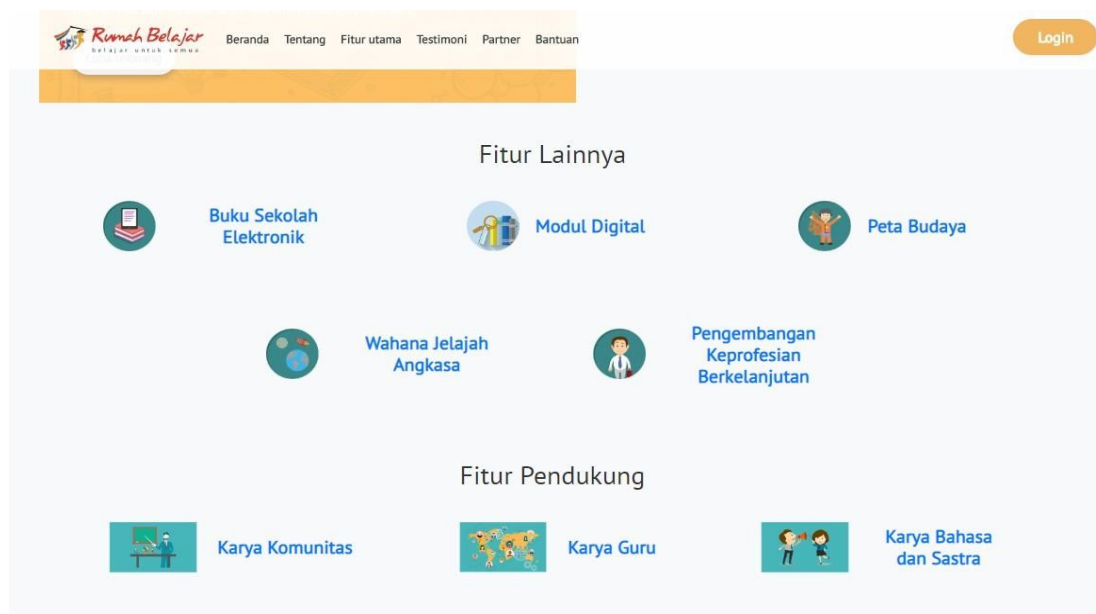 Rumah Belajar
belajar untuk semua
Beranda Tentang Fitur utama Testimoni Partner Bantuan
Login
Fitur Lainnya
Buku Sekolah
Elektronik
Modul Digital
Peta Budaya
Wahana Jelajah
Angkasa
Pengembangan
Keprofesian
Berkelanjutan
Fitur Pendukung
Karya Komunitas
Karya Guru
Karya Bahasa
dan Sastra